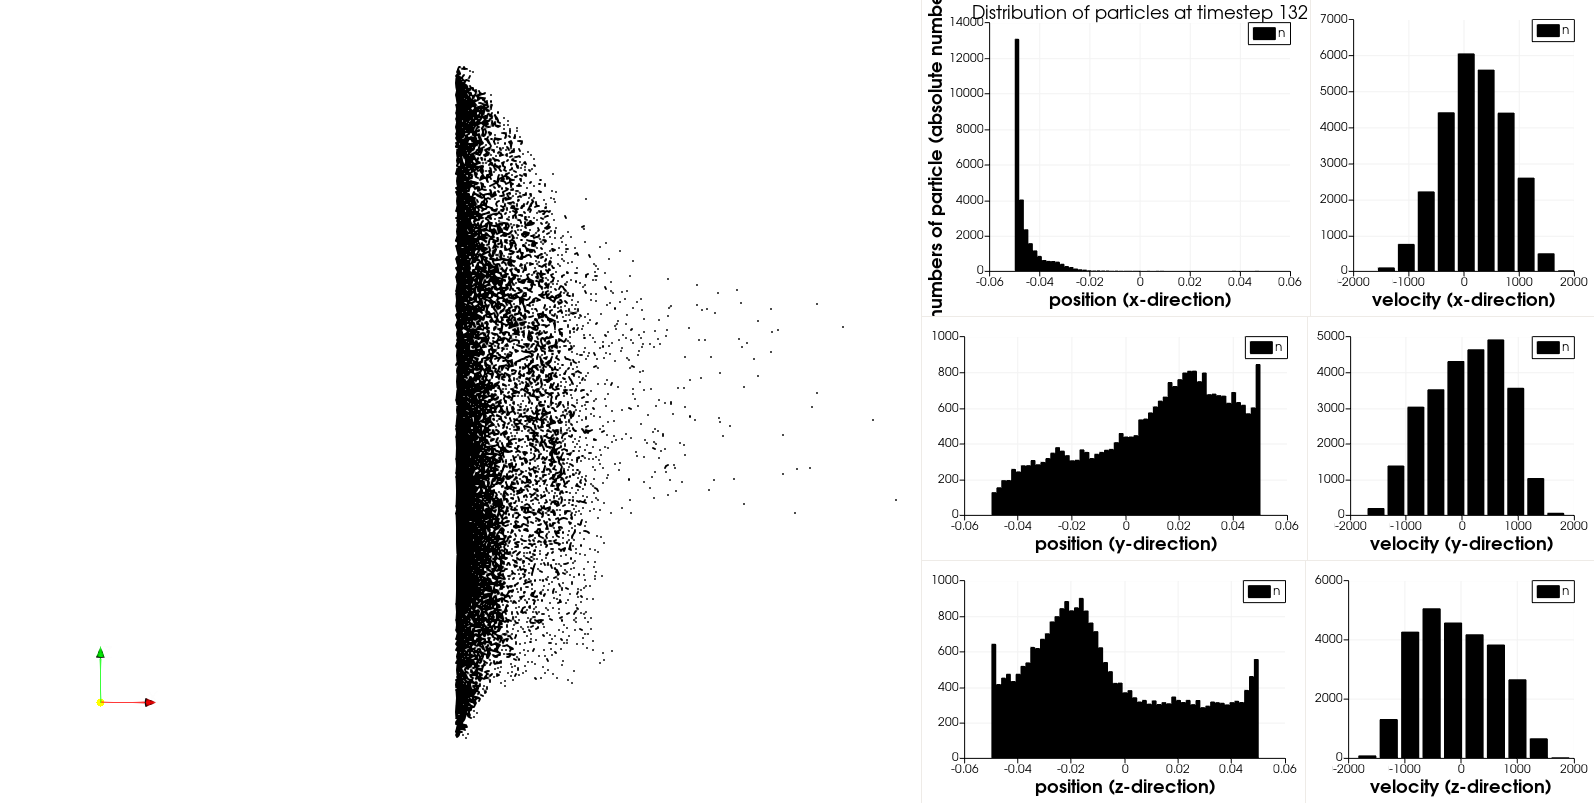 Distribution of particles at timestep 132
numbers of particle (absolute numbe
14000
12000
10000
8000
6000
4000
2000
0
-0.06 -0.04 -0.02 0 0.02 0.04 0.06
position (x-direction)
n
7000
6000
5000
4000
3000
2000
1000
0
-2000 -1000 0 1000 2000
velocity (x-direction)
n
1000
800
600
400
200
0
-0.06 -0.04 -0.02 0 0.02 0.04 0.06
position (y-direction)
n
5000
4000
3000
2000
1000
0
-2000 -1000 0 1000 2000
velocity (y-direction)
n
1000
800
600
400
200
0
-0.06 -0.04 -0.02 0 0.02 0.04 0.06
position (z-direction)
n
6000
4000
2000
0
-2000 -1000 0 1000 2000
velocity (z-direction)
n